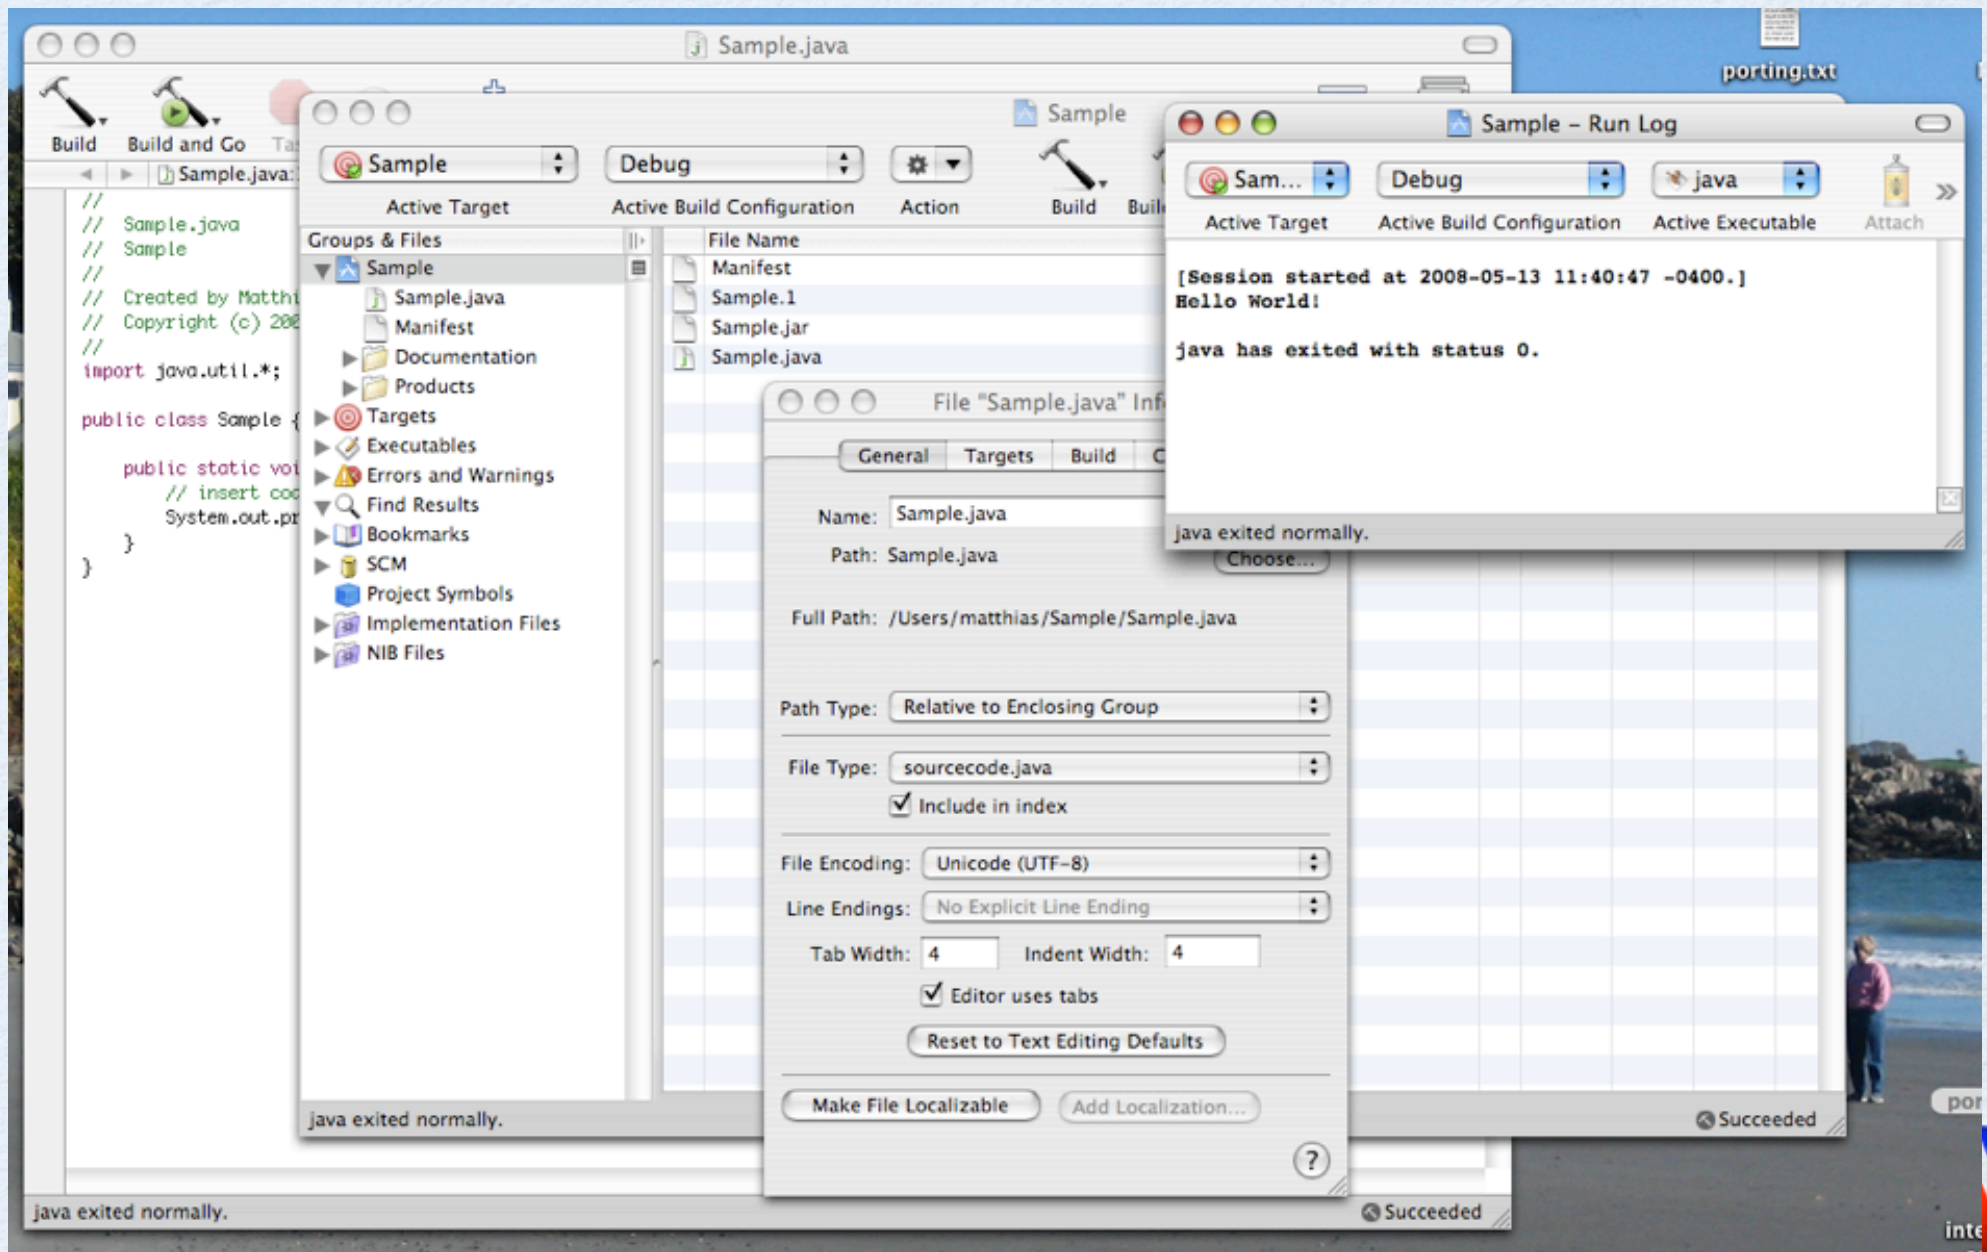 Sample.java
Build
Build and Go
Sample.java:
//
// Sample.java
// Sample
//
// Created by
// Copyright (c)
//
import java.util.*;
public class Sample {
public static
// insert
System.out.
}
}
java exited normally.
Succeeded
Sample
Sample
Active Target
Debug
Active Build Configuration
Action
Build
Groups & Files
Sample
Sample.java
Manifest
Documentation
Products
Targets
Executables
Errors and Warnings
Find Results
Bookmarks
SCM
Project Symbols
Implementation Files
NIB Files
File Name
Manifest
Sample.1
Sample.jar
Sample.java
java exited normally.
Succeeded
File "Sample.java"
General Targets Build
Name: Sample.java
Path: Sample.java
Choose...
Full Path: /Users/matthias/Sample/Sample.java
Path Type: Relative to Enclosing Group
File Type: sourcecode.java
Include in index
File Encoding: Unicode (UTF-8)
Line Endings: No Explicit Line Ending
Tab Width: 4 Indent Width: 4
Editor uses tabs
Reset to Text Editing Defaults
Make File Localizable Add Localization...
?
Sample – Run Log
Sam... Debug java
Active Target Active Build Configuration Active Executable Attach
[Session started at 2008-05-13 11:40:47 -0400.]
Hello World!
java has exited with status 0.
java exited normally.
porting.txt